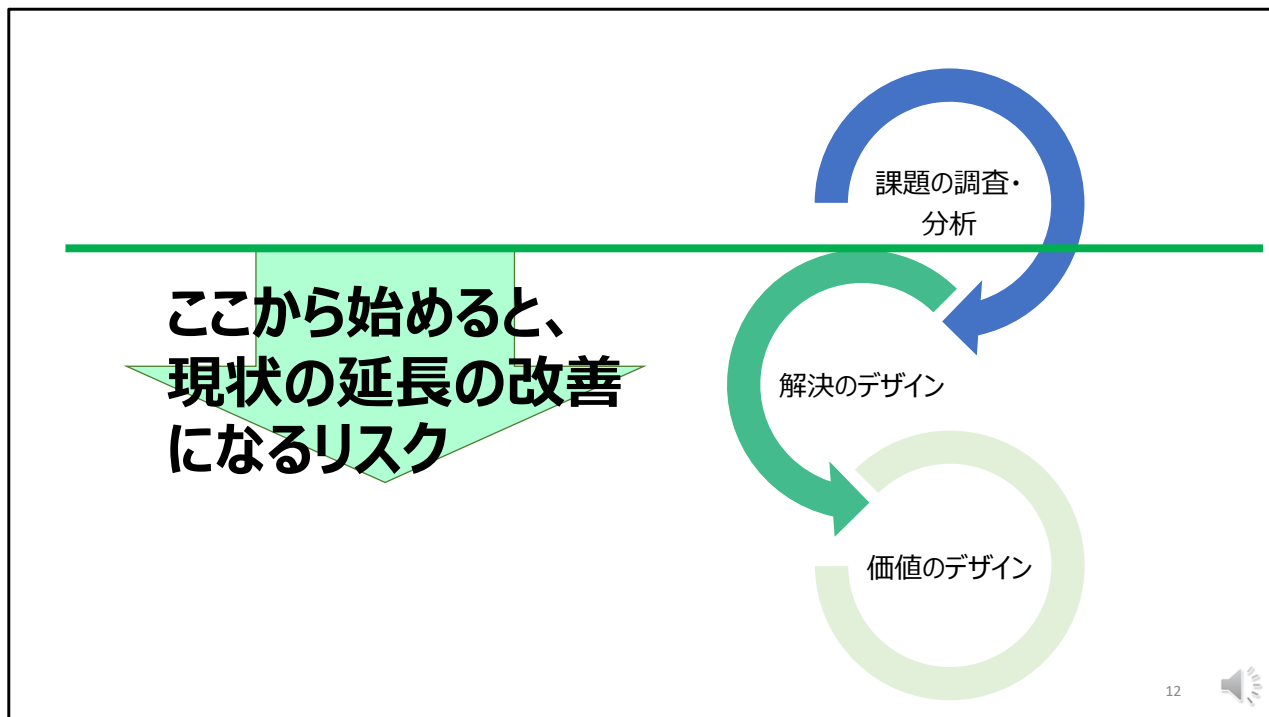 課題の調査・
分析
ここから始めると、
現状の延長の改善
になるリスク
解決のデザイン
価値のデザイン
12